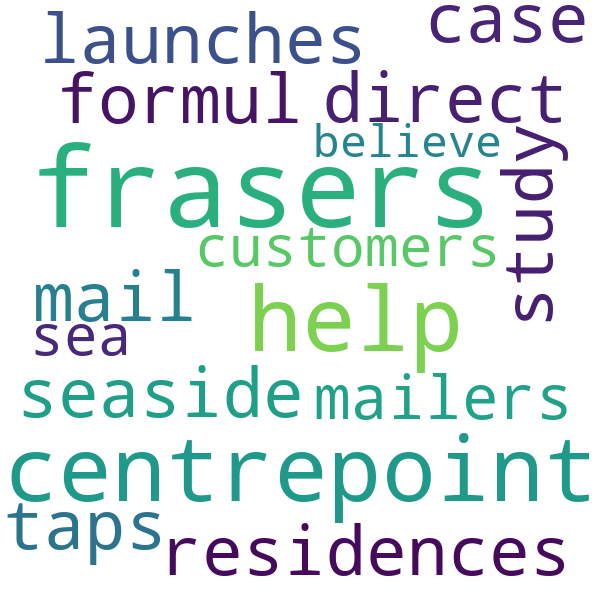 case
launches
formul direct
believe
frasers
study
customers
mail
help
sea
seaside mailers
centrepoint
taps
residences